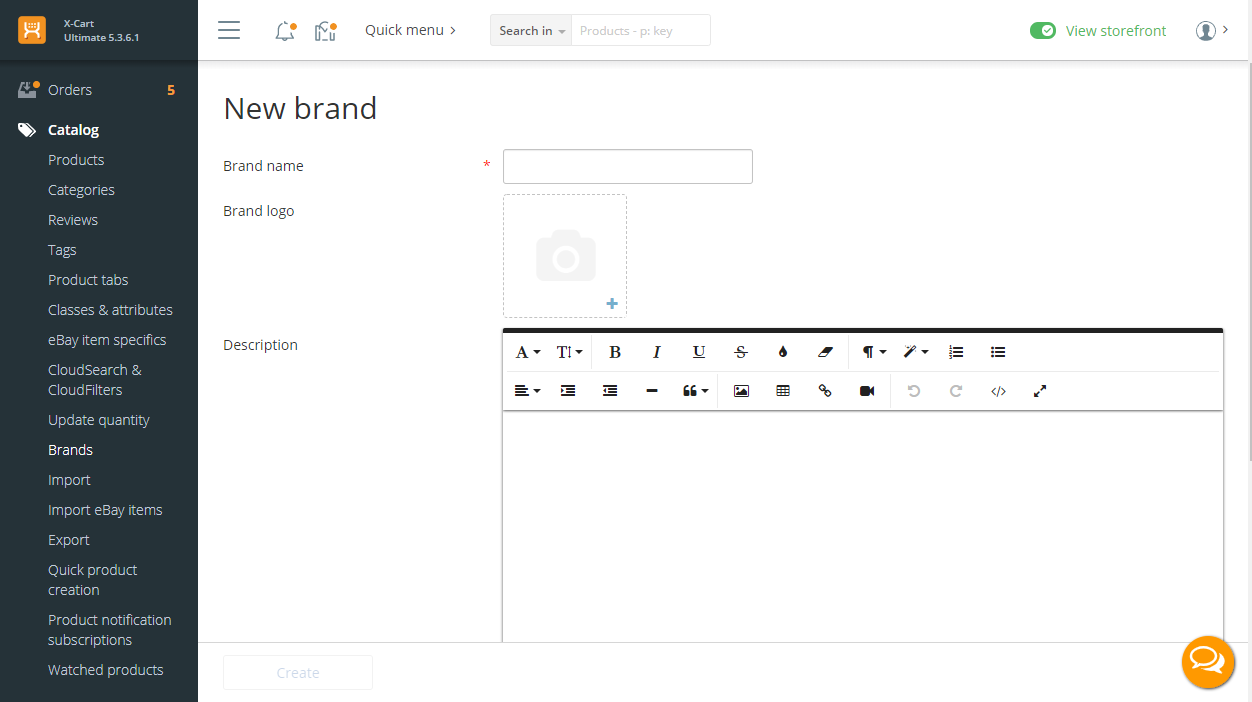 X-Cart
Ultimate 5.3.6.1
Quick menu
Search in
Products - p: key
View storefront
Orders 5
Catalog
Products
Categories
Reviews
Tags
Product tabs
Classes & attributes
eBay item specifics
CloudSearch &
CloudFilters
Update quantity
Brands
Import
Import eBay items
Export
Quick product
creation
Product notification
subscriptions
Watched products
New brand
Brand name *
Brand logo
Description
Create